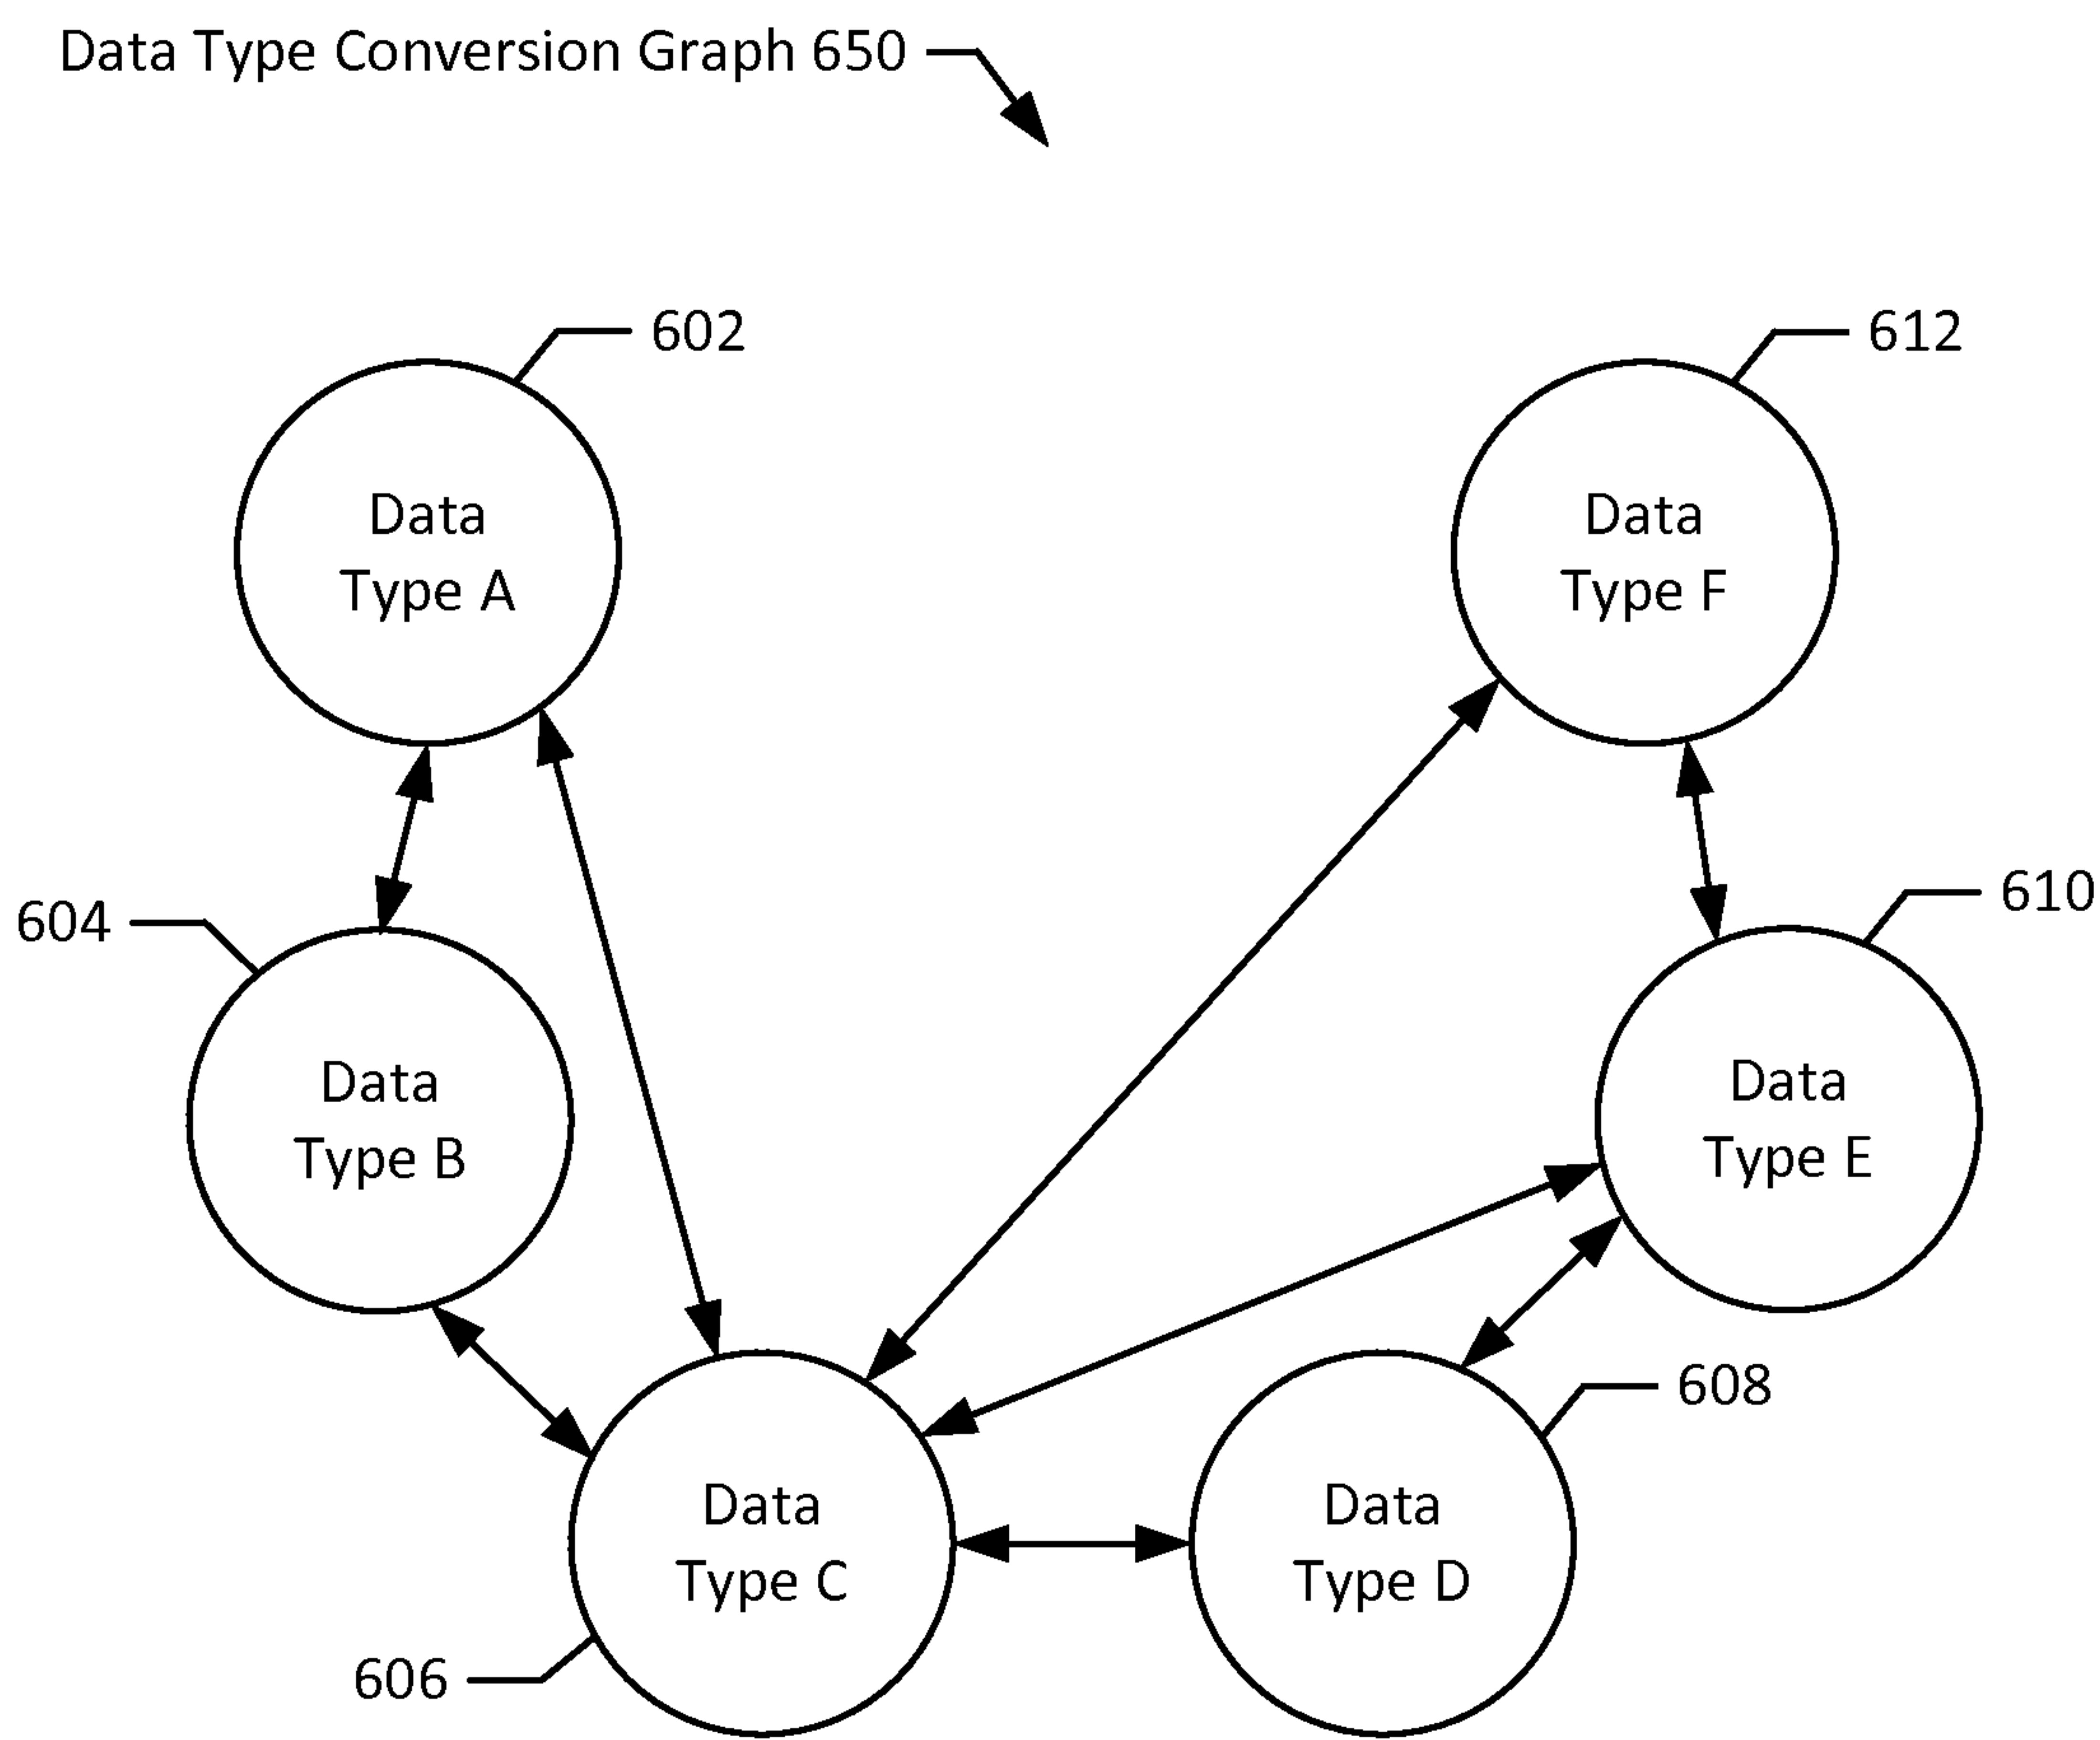 Data Type Conversion Graph 650
602
612
Data
Type A
Data
Type F
604
610
Data
Type B
Data
Type E
608
Data
Type C
Data
Type D
606